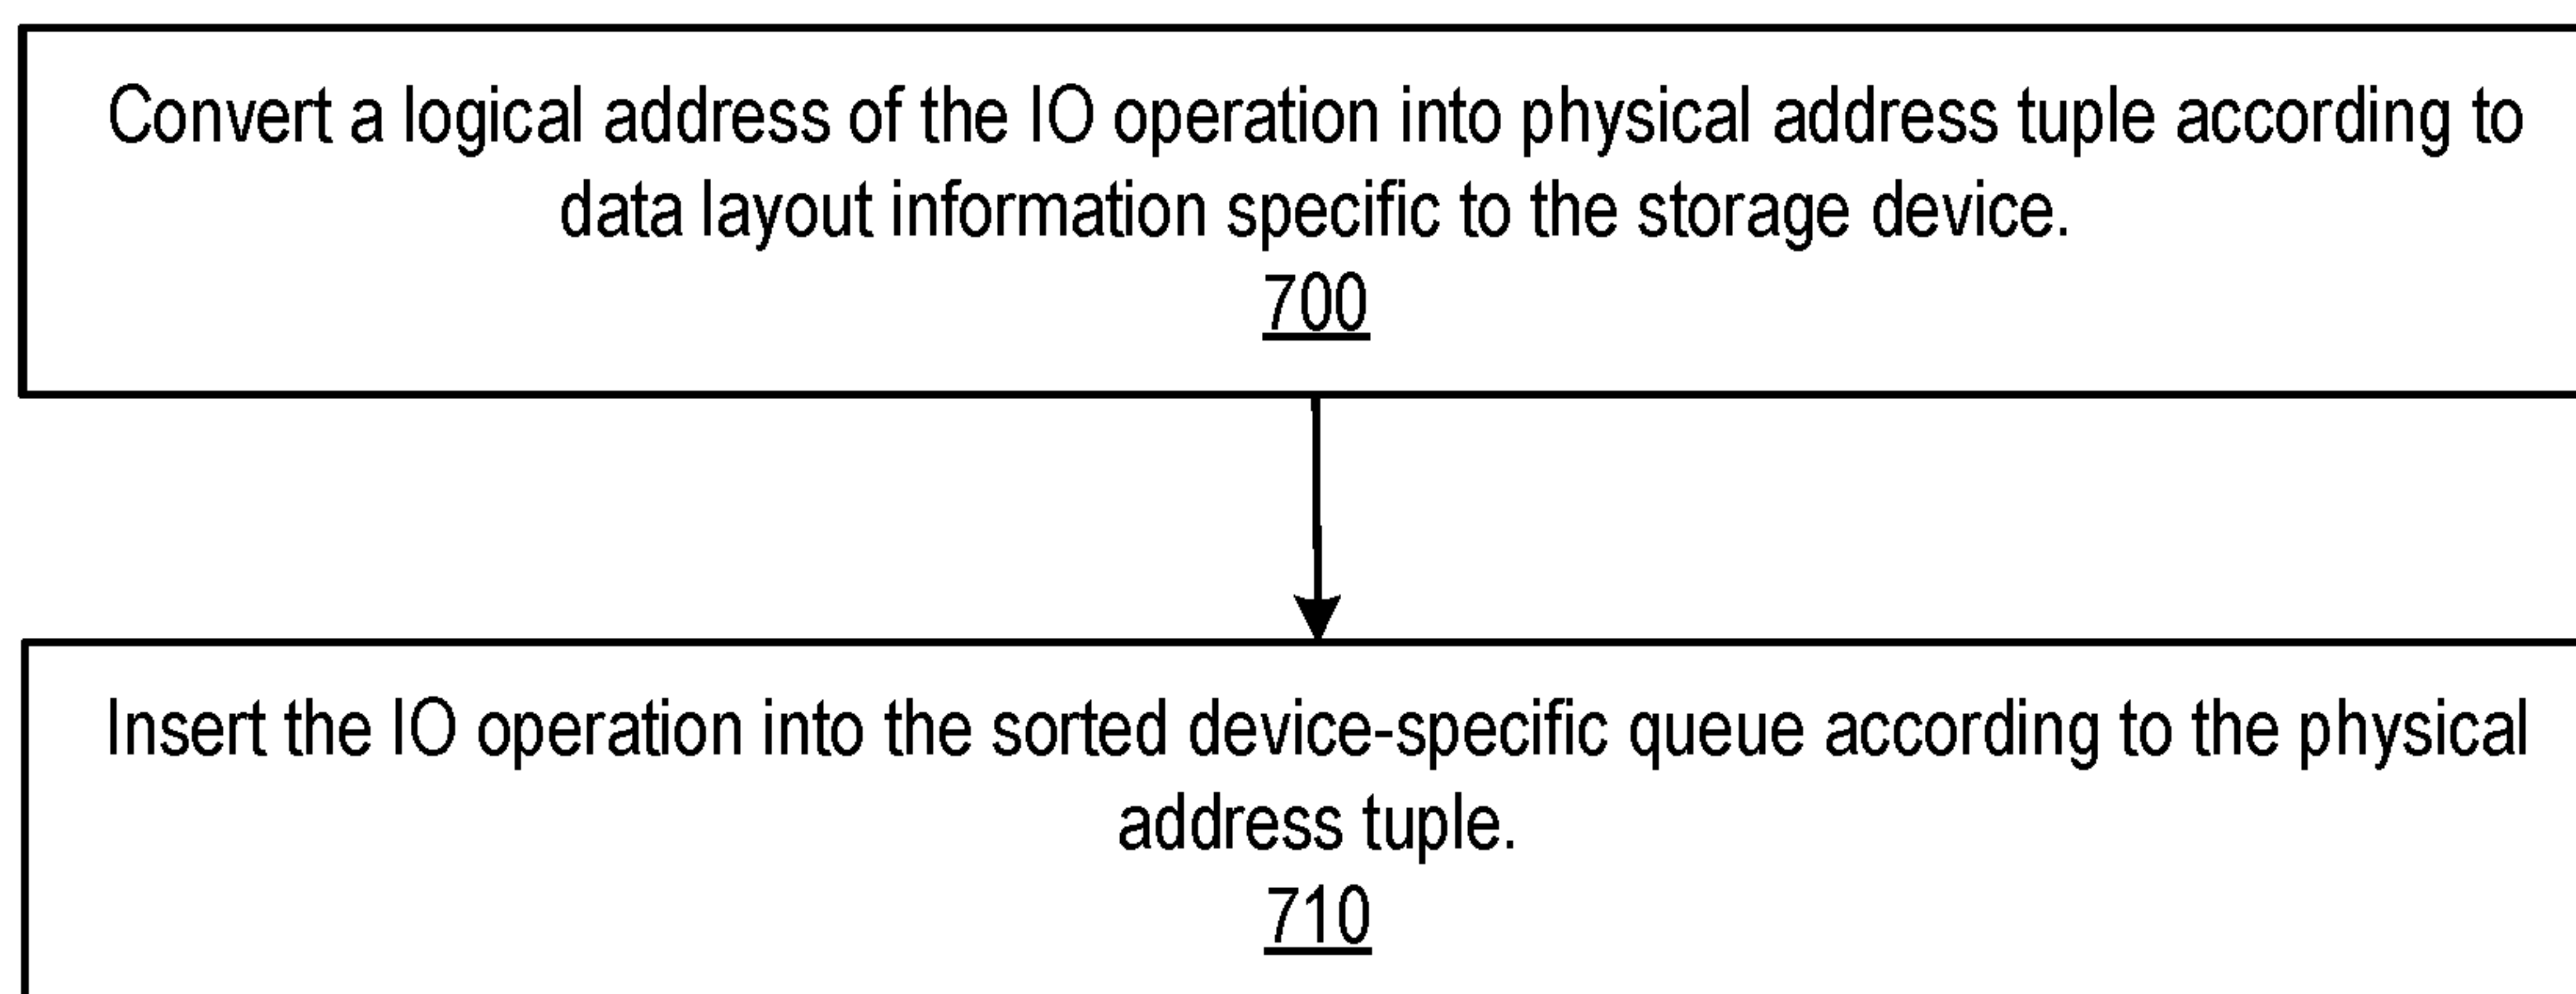 Convert a logical address of the IO operation into physical address tuple according to
data layout information specific to the storage device.
700
Insert the IO operation into the sorted device-specific queue according to the physical
address tuple.
710